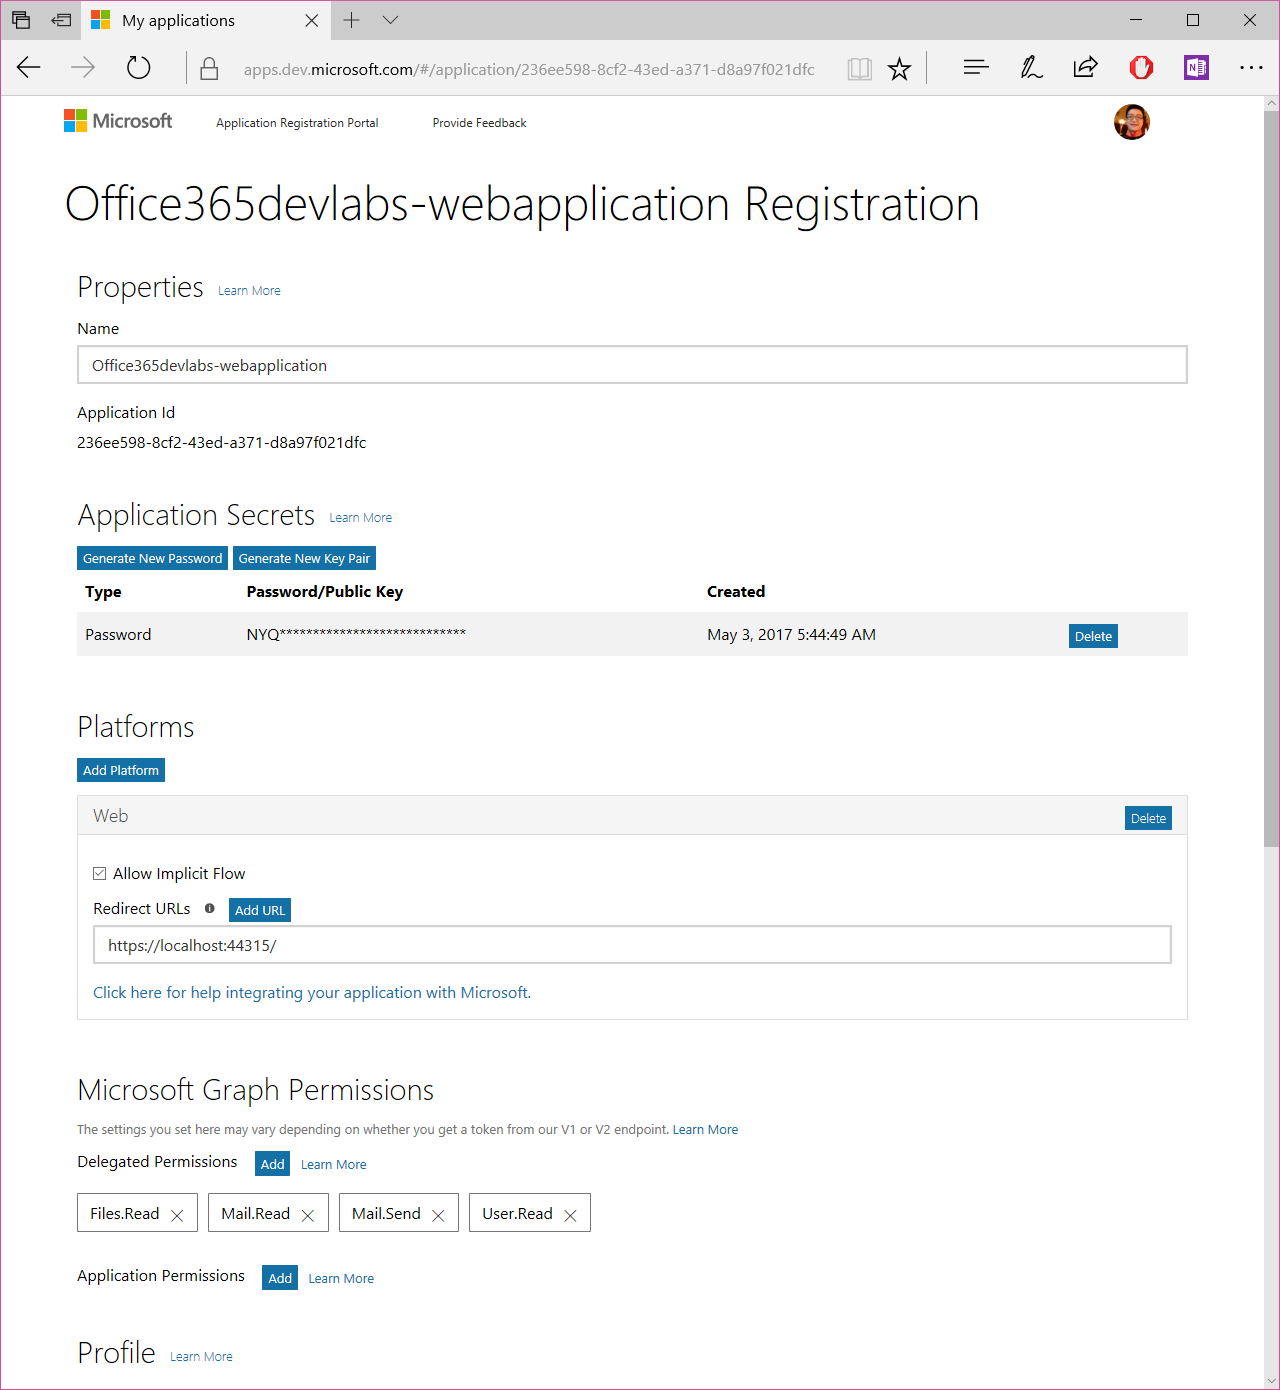 My applications
apps.dev.microsoft.com/#/application/236ee598-8cf2-43ed-a371-d8a97f021dfc
N
Microsoft Application Registration Portal Provide Feedback
Office365devlabs-webapplication Registration
Properties Learn More
Name
Office365devlabs-webapplication
Application Id
236ee598-8cf2-43ed-a371-d8a97f021dfc
Application Secrets Learn More
Generate New Password Generate New Key Pair
Type Password/Public Key Created
Password NYQ**************************** May 3, 2017 5:44:49 AM Delete
Platforms
Add Platform
Web Delete
Allow Implicit Flow
Redirect URLs Add URL
https://localhost:44315/
Click here for help integrating your application with Microsoft.
Microsoft Graph Permissions
The settings you set here may vary depending on whether you get a token from our V1 or V2 endpoint. Learn More
Delegated Permissions Add Learn More
Files.Read Mail.Read Mail.Send User.Read
Application Permissions Add Learn More
Profile Learn More